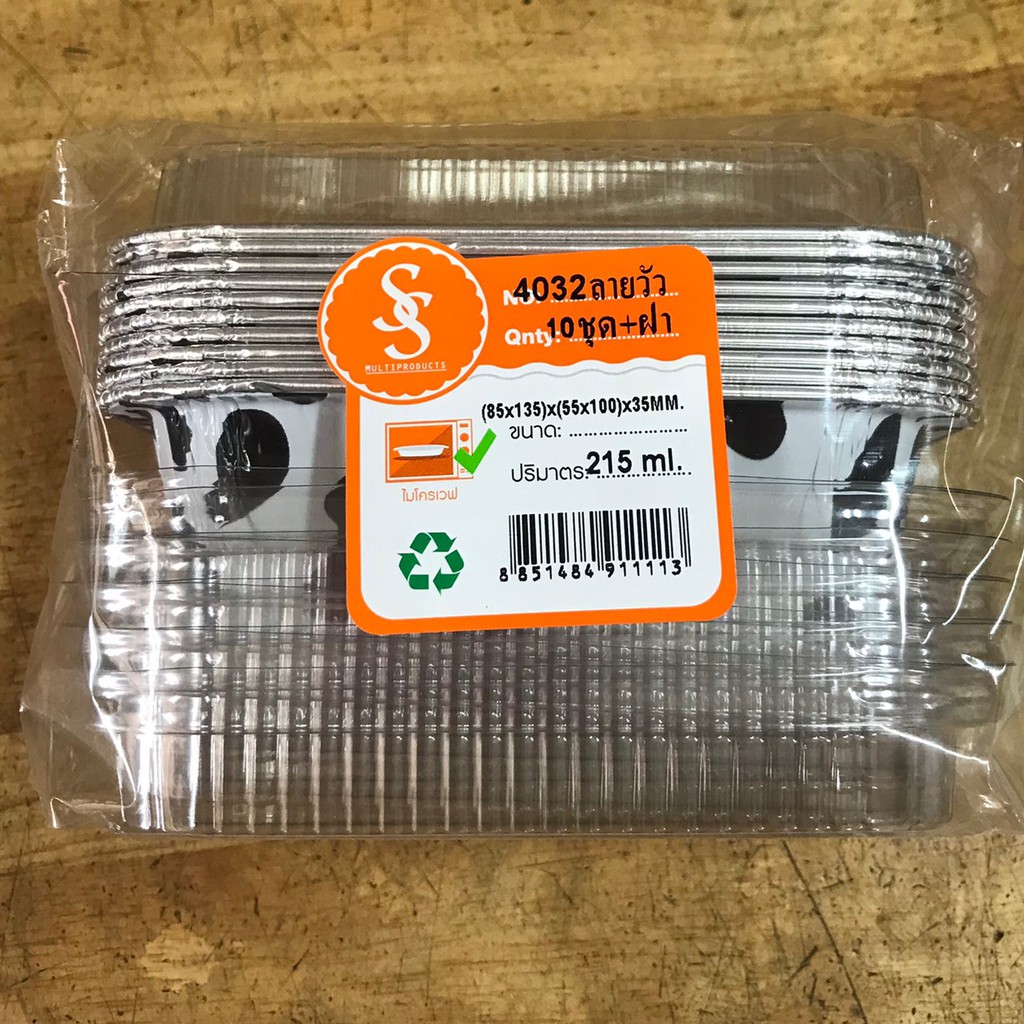 SS
MULTIPRODUCTS
No. 4032ลายวัว
Qnty: 10ชุด+ฝา
(85x135)x(55x100)x35MM.
ขนาด: ........................
ปริมาตร: 215 ml.
ไมโครเวฟ
8 851484 911113